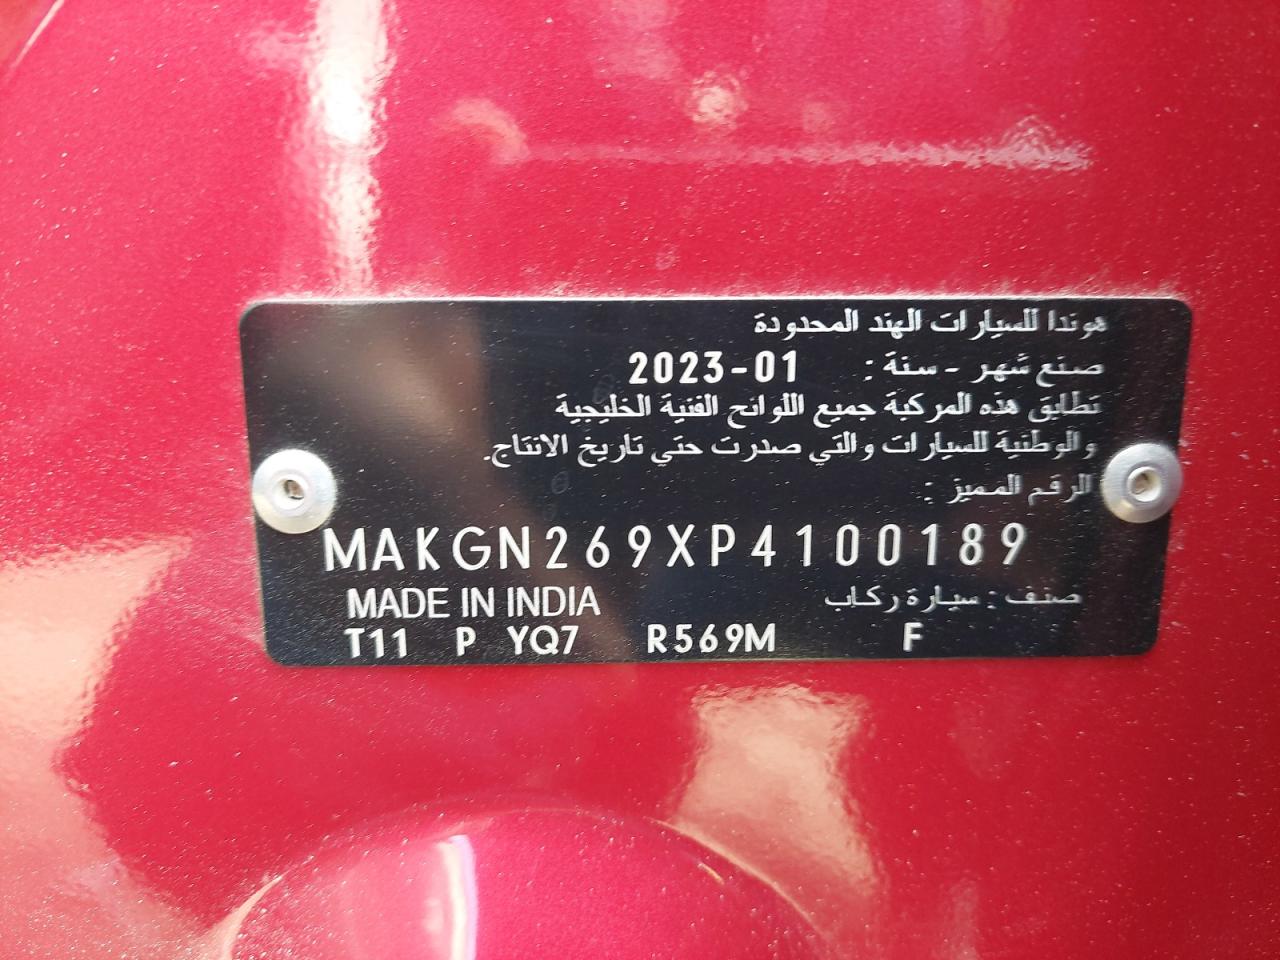 هوندا للسيارات الهند المحدودة
صنع شهر - سنة : 2023-01
تطابق هذه المركبة جميع اللوائح الفنية الخليجية
والوطنية للسيارات والتي صدرت حتي تاريخ الانتاج.
الرقم المميز :
MAKGN269XP4100189
MADE IN INDIA صنف : سيارة ركاب
T11 P YQ7 R569M F